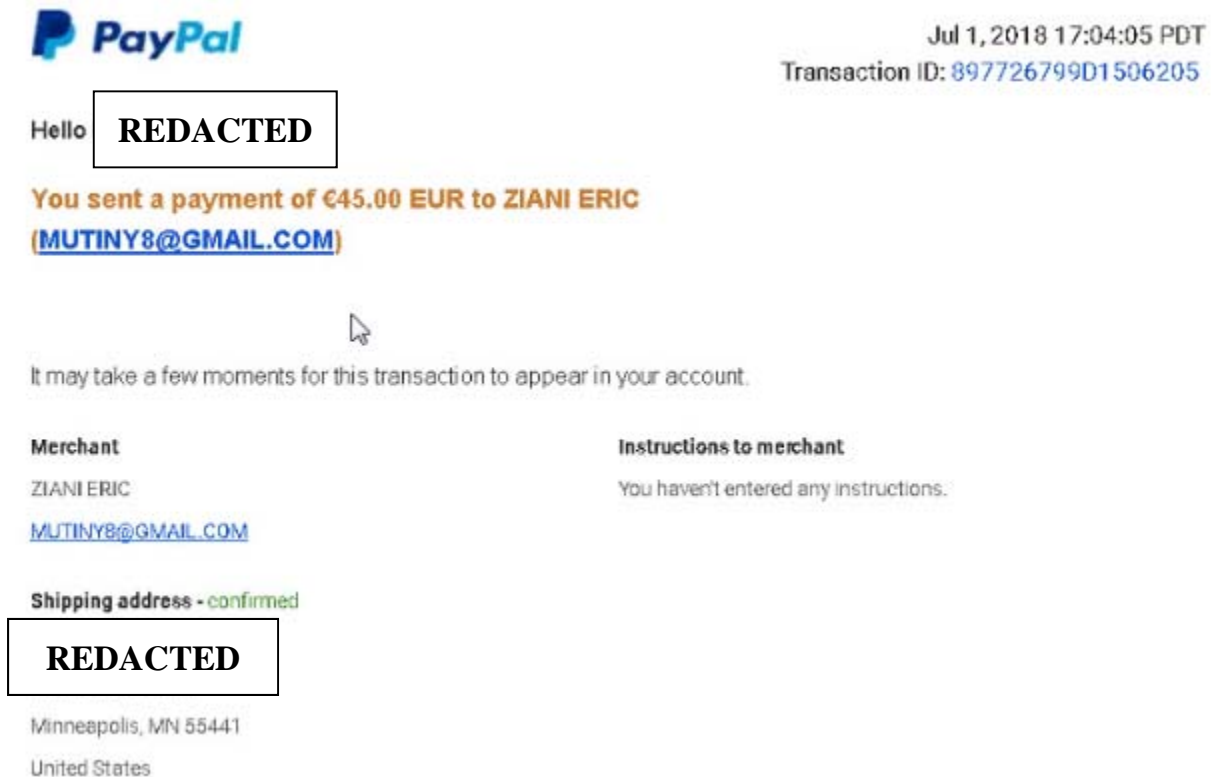 PayPal
Jul 1, 2018 17:04:05 PDT
Transaction ID: 897726799D1506205
Hello REDACTED
You sent a payment of €45.00 EUR to ZIANI ERIC
(MUTINY8@GMAIL.COM)
It may take a few moments for this transaction to appear in your account.
Merchant
Instructions to merchant
ZIANI ERIC
You haven't entered any instructions.
MUTINY8@GMAIL.COM
Shipping address - confirmed
REDACTED
Minneapolis, MN 55441
United States